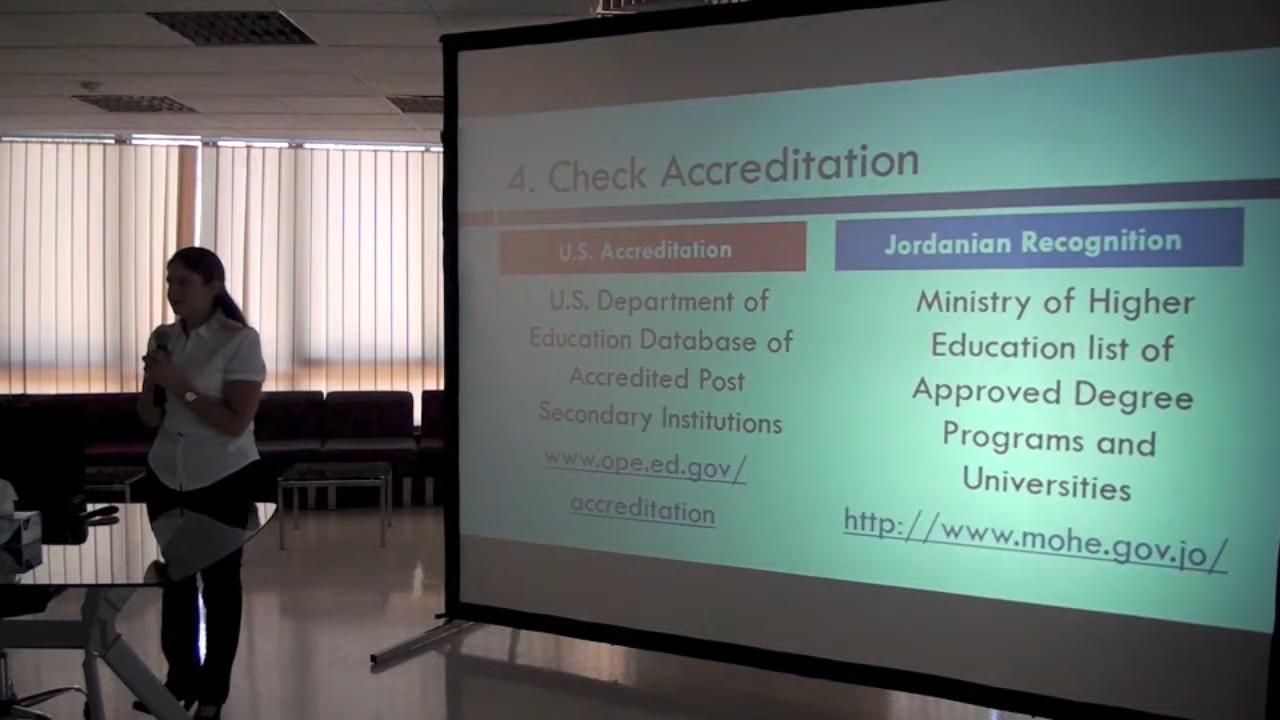 4. Check Accreditation
U.S. Accreditation
U.S. Department of
Education Database of
Accredited Post
Secondary Institutions
www.ope.ed.gov/
accreditation
Jordanian Recognition
Ministry of Higher
Education list of
Approved Degree
Programs and
Universities
http://www.mohe.gov.jo/